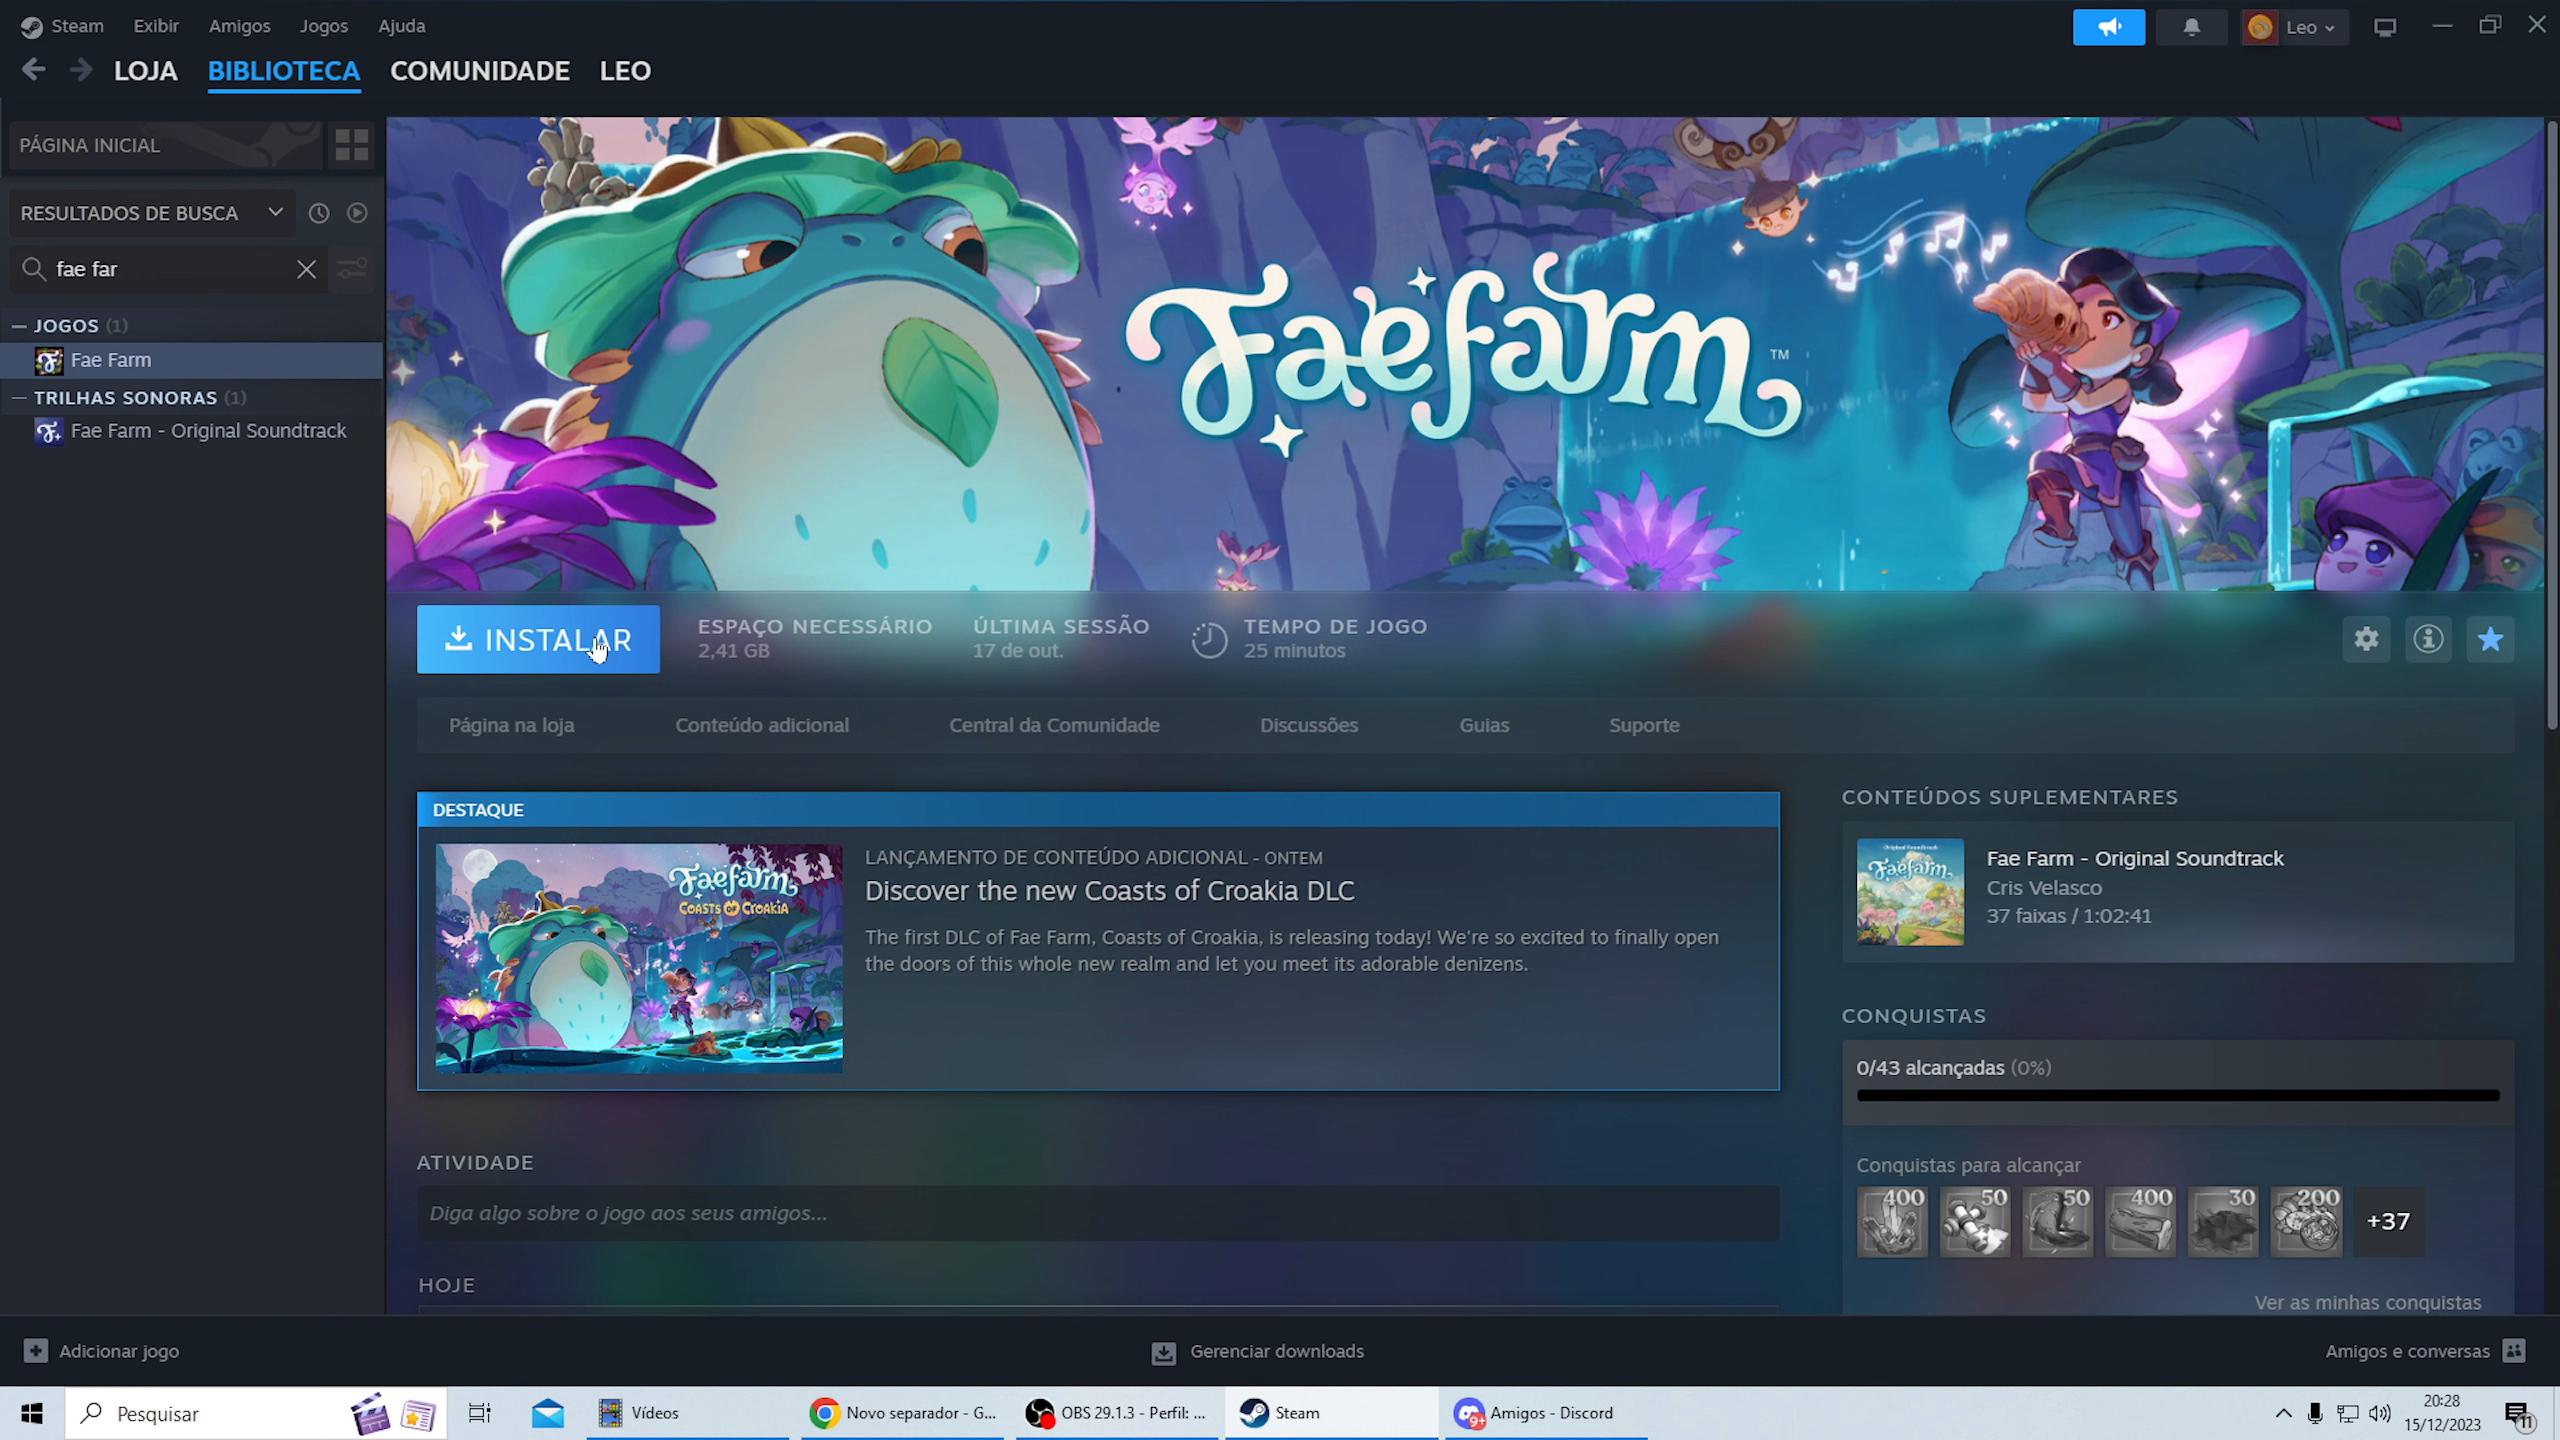 Steam Exibir Amigos Jogos Ajuda
Leo
LOJA BIBLIOTECA COMUNIDADE LEO
PÁGINA INICIAL
RESULTADOS DE BUSCA
fae far
JOGOS (1)
Fae Farm
TRILHAS SONORAS (1)
Fae Farm - Original Soundtrack
Faefarm™
INSTALAR
ESPAÇO NECESSÁRIO
2,41 GB
ÚLTIMA SESSÃO
17 de out.
TEMPO DE JOGO
25 minutos
Página na loja Conteúdo adicional Central da Comunidade Discussões Guias Suporte
DESTAQUE
Faefarm
COASTS OF CROAKIA
LANÇAMENTO DE CONTEÚDO ADICIONAL - ONTEM
Discover the new Coasts of Croakia DLC
The first DLC of Fae Farm, Coasts of Croakia, is releasing today! We're so excited to finally open
the doors of this whole new realm and let you meet its adorable denizens.
ATIVIDADE
Diga algo sobre o jogo aos seus amigos...
HOJE
CONTEÚDOS SUPLEMENTARES
Original Soundtrack
Faefarm
Fae Farm - Original Soundtrack
Cris Velasco
37 faixas / 1:02:41
CONQUISTAS
0/43 alcançadas (0%)
Conquistas para alcançar
400 50 50 400 30 200 +37
Ver as minhas conquistas
Adicionar jogo
Gerenciar downloads
Amigos e conversas
Pesquisar
Vídeos
Novo separador - G...
OBS 29.1.3 - Perfil: ...
Steam
9+
Amigos - Discord
20:28
15/12/2023
11